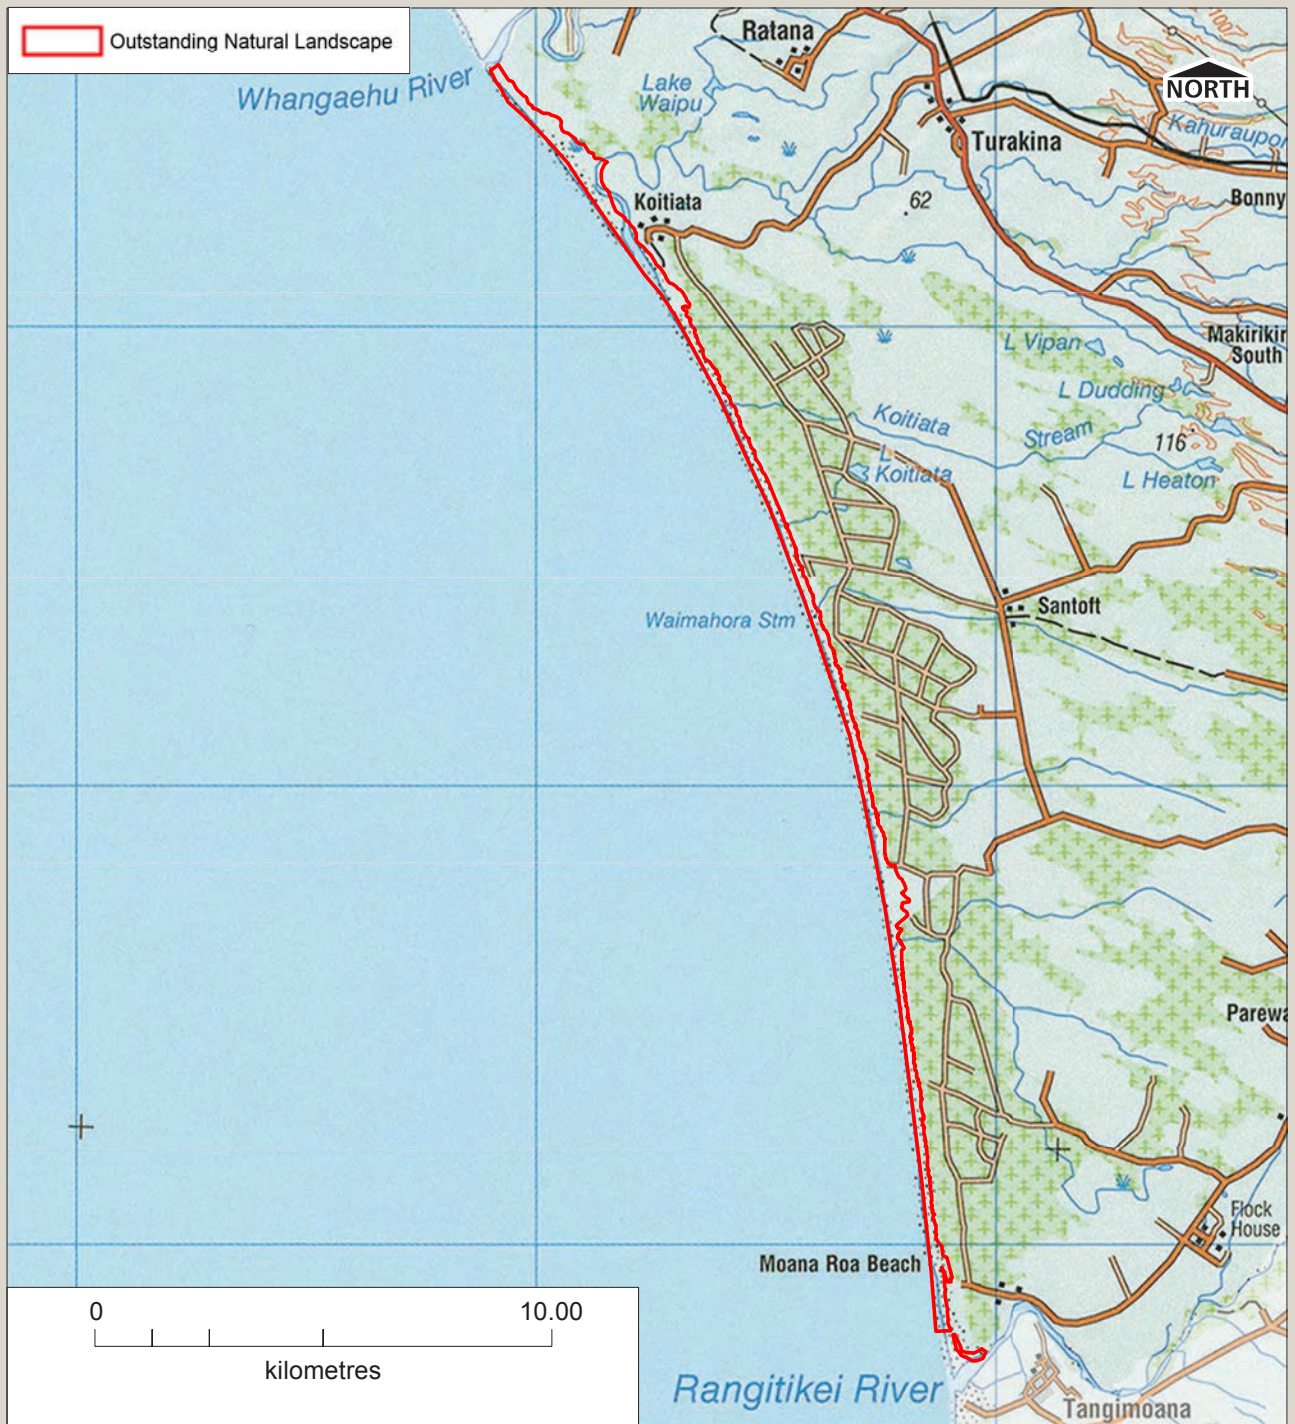 Outstanding Natural Landscape
Ratana
1007
NORTH
Whangaehu River
Lake
Waipu
Turakina
Kahuraupor
Koitiata
62
Bonny
L Vipan
Makirikir
South
L Dudding
Koitiata
Stream
116
L
Koitiata
L Heaton
Santoft
Waimahora Stm
Parewa
Flock
House
Moana Roa Beach
0
10.00
kilometres
Rangitikei River
Tangimoana